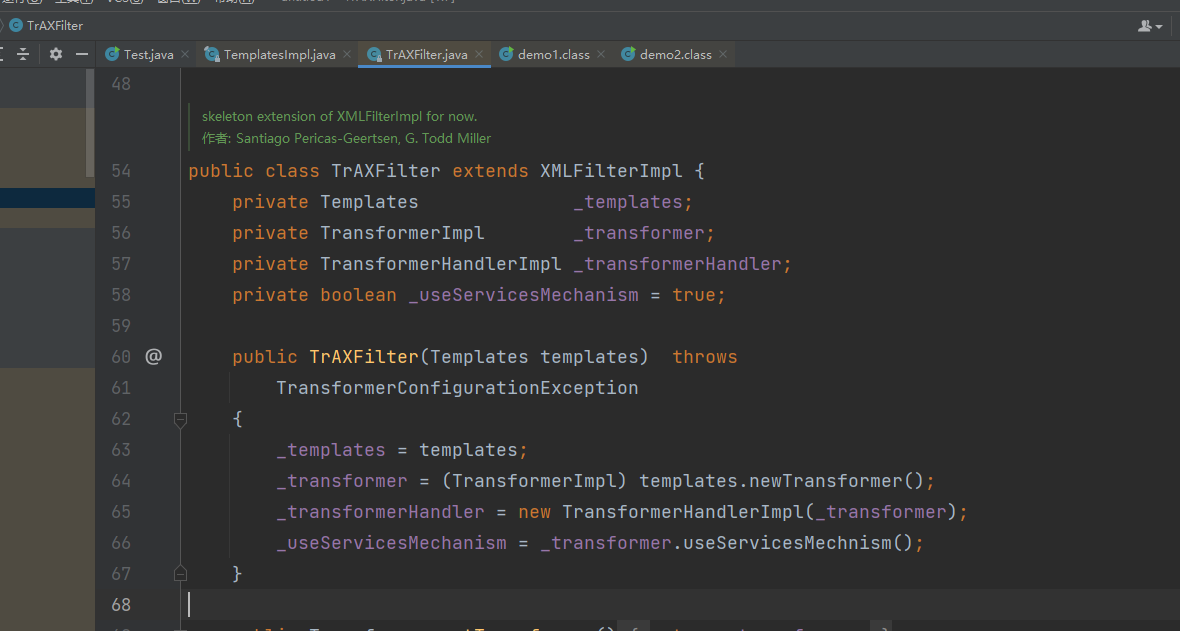 TrAXFilter
Test.java
TemplatesImpl.java
TrAXFilter.java
demo1.class
demo2.class
48
skeleton extension of XMLFilterImpl for now.
作者: Santiago Pericas-Geertsen, G. Todd Miller
54 public class TrAXFilter extends XMLFilterImpl {
55 private Templates _templates;
56 private TransformerImpl _transformer;
57 private TransformerHandlerImpl _transformerHandler;
58 private boolean _useServicesMechanism = true;
59
60 @ public TrAXFilter(Templates templates) throws
61 TransformerConfigurationException
62 {
63 _templates = templates;
64 _transformer = (TransformerImpl) templates.newTransformer();
65 _transformerHandler = new TransformerHandlerImpl(_transformer);
66 _useServicesMechanism = _transformer.useServicesMechnism();
67 }
68